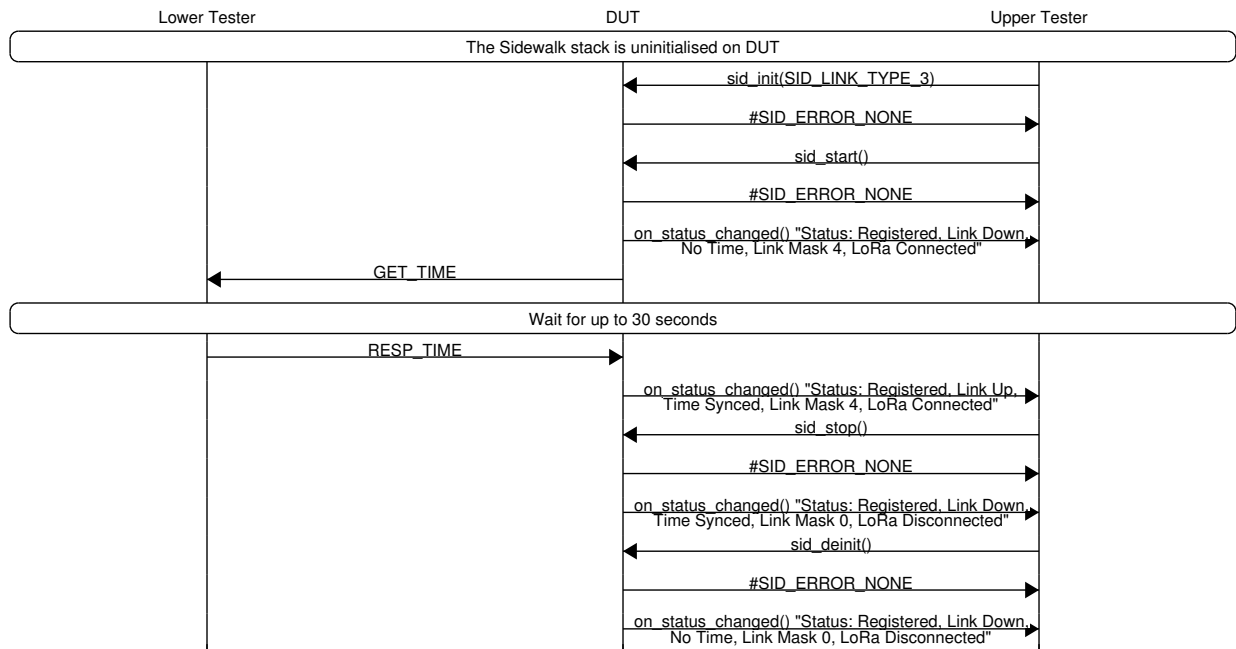 Lower Tester
DUT
Upper Tester
The Sidewalk stack is uninitialised on DUT
sid_init(SID_LINK_TYPE_3)
#SID_ERROR_NONE
sid_start()
#SID_ERROR_NONE
on_status_changed() "Status: Registered, Link Down,
No Time, Link Mask 4, LoRa Connected"
GET_TIME
Wait for up to 30 seconds
RESP_TIME
on_status_changed() "Status: Registered, Link Up,
Time Synced, Link Mask 4, LoRa Connected"
sid_stop()
#SID_ERROR_NONE
on_status_changed() "Status: Registered, Link Down,
Time Synced, Link Mask 0, LoRa Disconnected"
sid_deinit()
#SID_ERROR_NONE
on_status_changed() "Status: Registered, Link Down,
No Time, Link Mask 0, LoRa Disconnected"